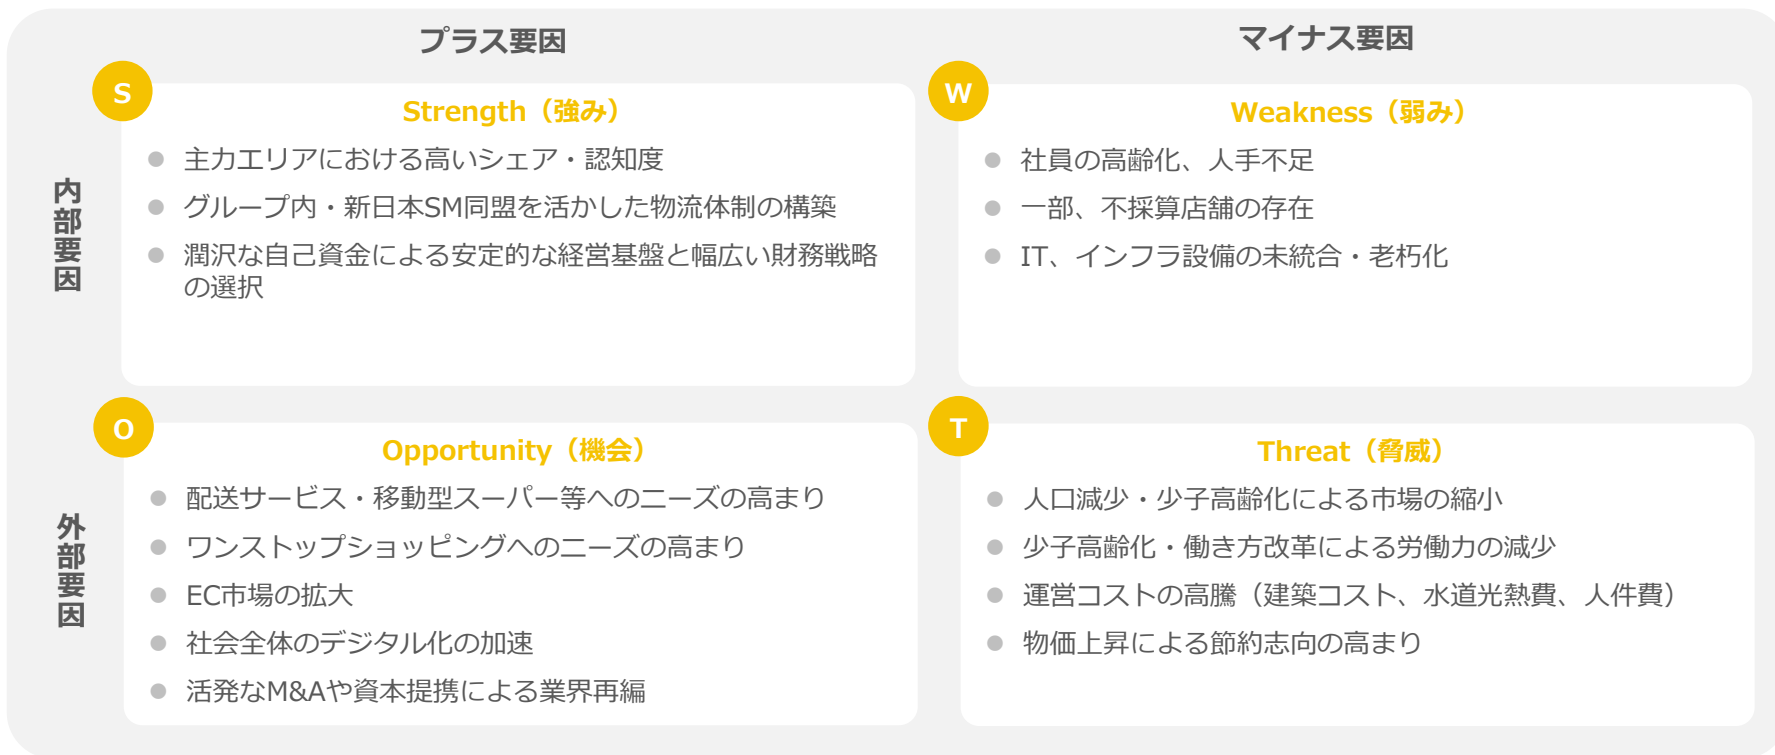 プラス要因
マイナス要因
内部要因
S
Strength（強み）
主力エリアにおける高いシェア・認知度
グループ内・新日本SM同盟を活かした物流体制の構築
潤沢な自己資金による安定的な経営基盤と幅広い財務戦略
の選択
W
Weakness（弱み）
社員の高齢化、人手不足
一部、不採算店舗の存在
IT、インフラ設備の未統合・老朽化
外部要因
O
Opportunity（機会）
配送サービス・移動型スーパー等へのニーズの高まり
ワンストップショッピングへのニーズの高まり
EC市場の拡大
社会全体のデジタル化の加速
活発なM&Aや資本提携による業界再編
T
Threat（脅威）
人口減少・少子高齢化による市場の縮小
少子高齢化・働き方改革による労働力の減少
運営コストの高騰（建築コスト、水道光熱費、人件費）
物価上昇による節約志向の高まり